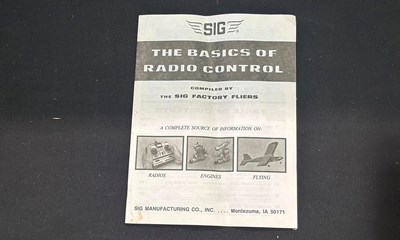 SIG
THE BASICS OF
RADIO CONTROL
COMPILED BY
THE SIG FACTORY FLIERS
A COMPLETE SOURCE OF INFORMATION ON:
RADIOS ENGINES FLYING
SIG MANUFACTURING CO., INC. .... Montezuma, IA 50171